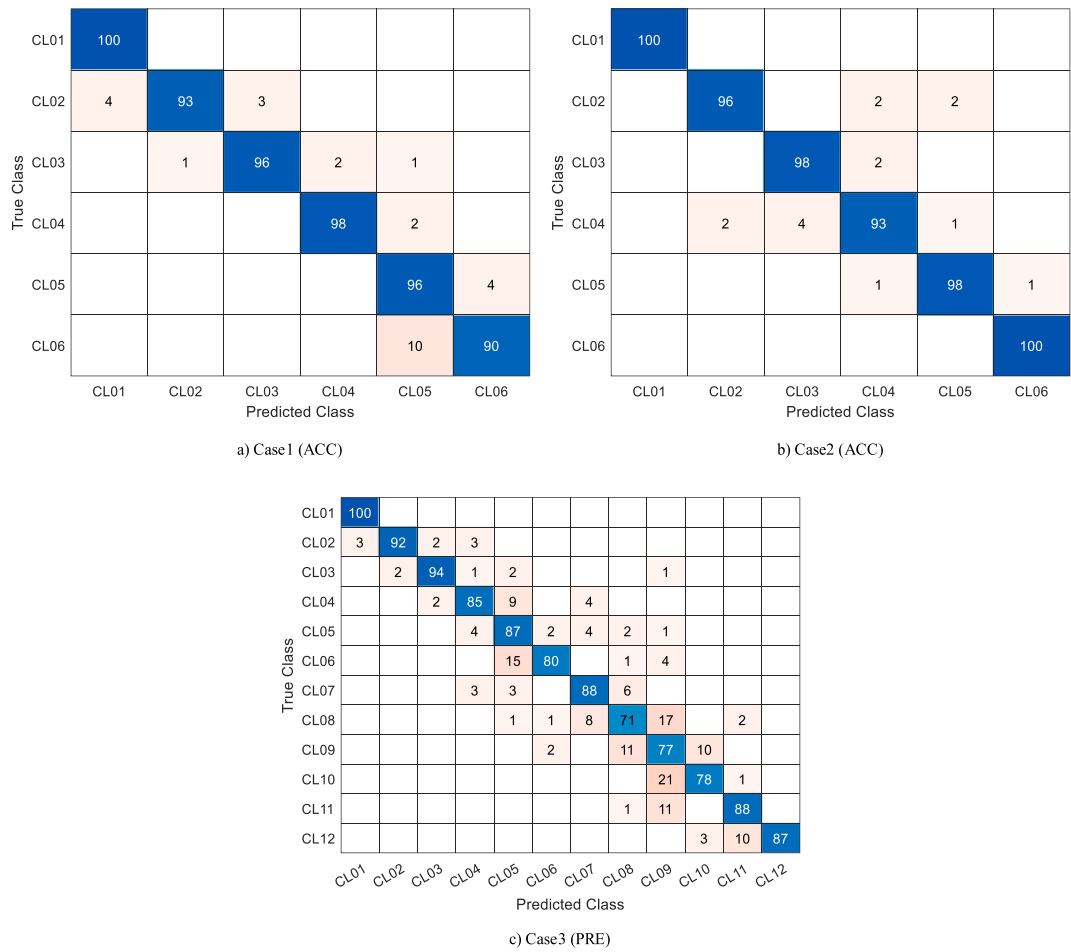 CL01 100
CL02 4 93 3
CL03 1 96 2 1
CL04 98 2
CL05 96 4
CL06 10 90
CL01 CL02 CL03 CL04 CL05 CL06
Predicted Class
True Class
a) Case1 (ACC)
CL01 100
CL02 96 2 2
CL03 98 2
CL04 2 4 93 1
CL05 1 98 1
CL06 100
CL01 CL02 CL03 CL04 CL05 CL06
Predicted Class
True Class
b) Case2 (ACC)
CL01 100
CL02 3 92 2 3
CL03 2 94 1 2 1
CL04 2 85 9 4
CL05 4 87 2 4 2 1
CL06 15 80 1 4
CL07 3 3 88 6
CL08 1 1 8 71 17 2
CL09 2 11 77 10
CL10 21 78 1
CL11 1 11 88
CL12 3 10 87
CL01 CL02 CL03 CL04 CL05 CL06 CL07 CL08 CL09 CL10 CL11 CL12
Predicted Class
True Class
c) Case3 (PRE)